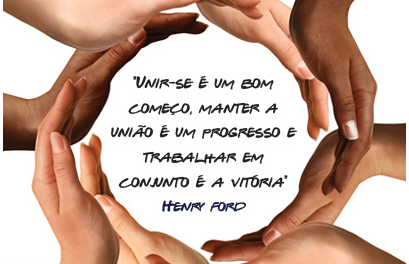 "UNIR-SE É UM BOM
COMEÇO, MANTER A
UNIÃO É UM PROGRESSO E
TRABALHAR EM
CONJUNTO É A VITÓRIA"
HENRY FORD